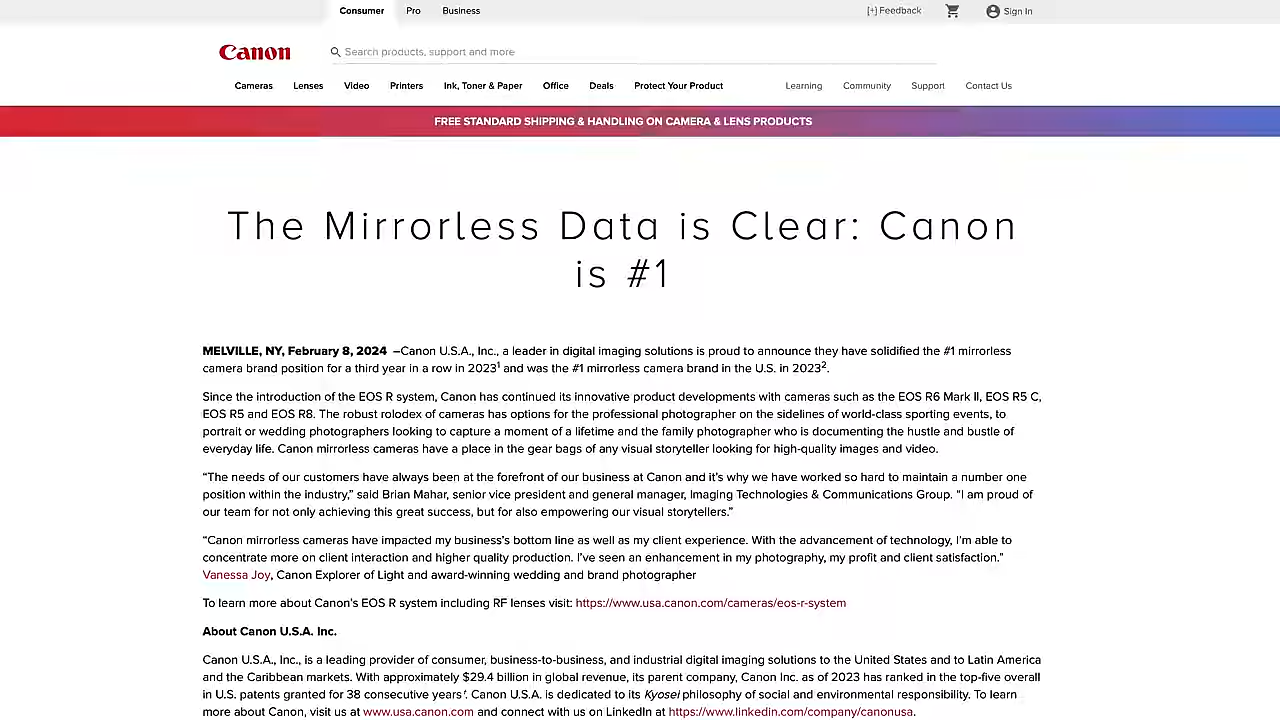 Consumer Pro Business [+] Feedback Sign In
Canon Search products, support and more
Cameras Lenses Video Printers Ink, Toner & Paper Office Deals Protect Your Product Learning Community Support Contact Us
FREE STANDARD SHIPPING & HANDLING ON CAMERA & LENS PRODUCTS
The Mirrorless Data is Clear: Canon
is #1
MELVILLE, NY, February 8, 2024 –Canon U.S.A., Inc., a leader in digital imaging solutions is proud to announce they have solidified the #1 mirrorless
camera brand position for a third year in a row in 2023¹ and was the #1 mirrorless camera brand in the U.S. in 2023².
Since the introduction of the EOS R system, Canon has continued its innovative product developments with cameras such as the EOS R6 Mark II, EOS R5 C,
EOS R5 and EOS R8. The robust rolodex of cameras has options for the professional photographer on the sidelines of world-class sporting events, to
portrait or wedding photographers looking to capture a moment of a lifetime and the family photographer who is documenting the hustle and bustle of
everyday life. Canon mirrorless cameras have a place in the gear bags of any visual storyteller looking for high-quality images and video.
“The needs of our customers have always been at the forefront of our business at Canon and it’s why we have worked so hard to maintain a number one
position within the industry,” said Brian Mahar, senior vice president and general manager, Imaging Technologies & Communications Group. “I am proud of
our team for not only achieving this great success, but for also empowering our visual storytellers.”
“Canon mirrorless cameras have impacted my business’s bottom line as well as my client experience. With the advancement of technology, I’m able to
concentrate more on client interaction and higher quality production. I’ve seen an enhancement in my photography, my profit and client satisfaction.”
Vanessa Joy, Canon Explorer of Light and award-winning wedding and brand photographer
To learn more about Canon’s EOS R system including RF lenses visit: https://www.usa.canon.com/cameras/eos-r-system
About Canon U.S.A. Inc.
Canon U.S.A., Inc., is a leading provider of consumer, business-to-business, and industrial digital imaging solutions to the United States and to Latin America
and the Caribbean markets. With approximately $29.4 billion in global revenue, its parent company, Canon Inc. as of 2023 has ranked in the top-five overall
in U.S. patents granted for 38 consecutive years†. Canon U.S.A. is dedicated to its Kyosei philosophy of social and environmental responsibility. To learn
more about Canon, visit us at www.usa.canon.com and connect with us on LinkedIn at https://www.linkedin.com/company/canonusa.